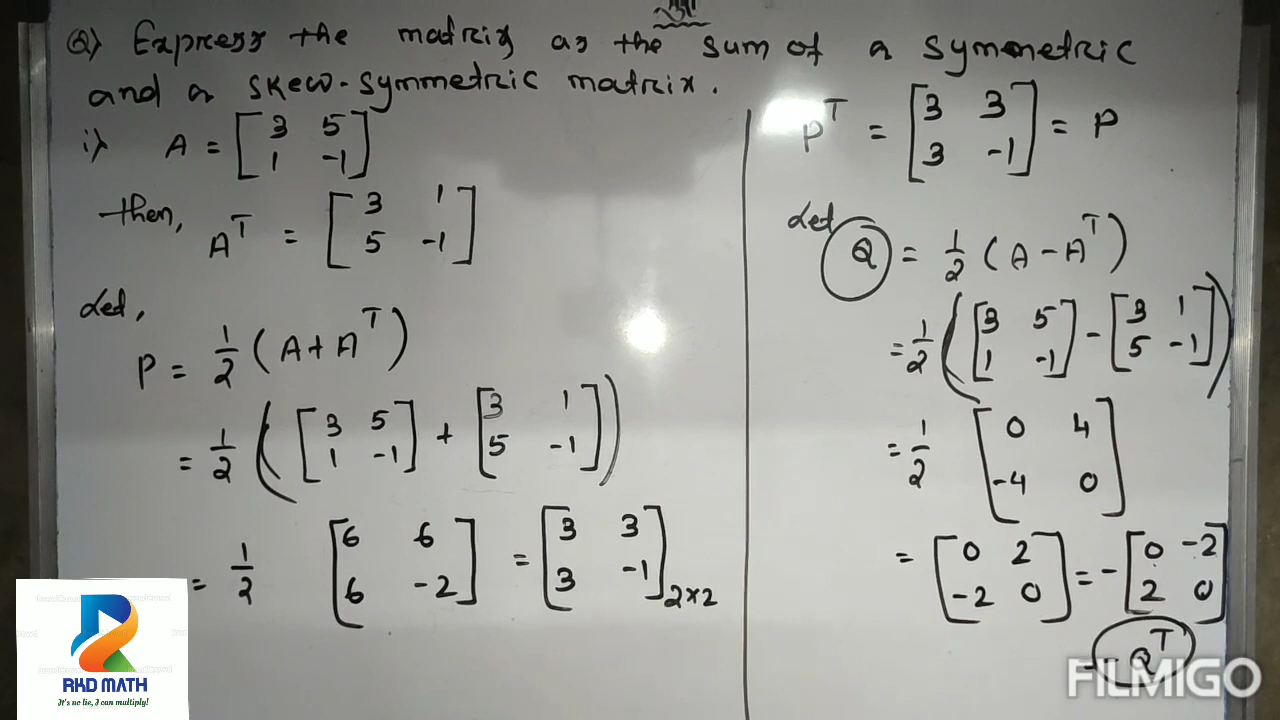 Q) Express the matrix as the sum of a symmetric
and a skew-symmetric matrix.
i) A = [3 5
1 -1]
then, A^T = [3 1
5 -1]
Let,
P = 1/2 (A + A^T)
= 1/2 ([3 5
1 -1] + [3 1
5 -1])
= 1/2 [6 6
6 -2] = [3 3
3 -1] 2×2
P^T = [3 3
3 -1] = P
Let
Q = 1/2 (A - A^T)
= 1/2 ([3 5
1 -1] - [3 1
5 -1])
= 1/2 [0 4
-4 0]
= [0 2
-2 0] = - [0 -2
2 0]
- Q^T
RKD MATH
It's no lie, I can multiply!
FILMIGO